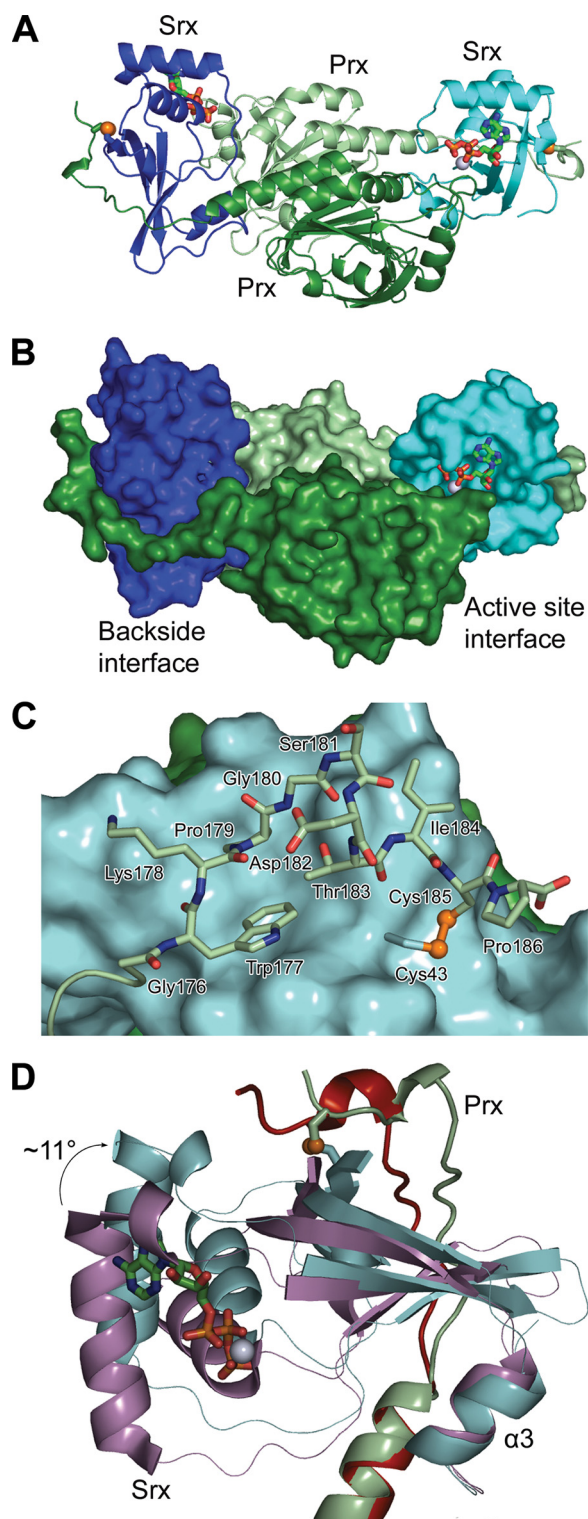 A
Srx
Prx
Srx
Prx
B
Backside
interface
Active site
interface
C
Ser181
Gly180
Pro179
Ile184
Lys178
Asp182
Thr183
Cys185
Pro186
Gly176
Trp177
Cys43
D
Prx
~11°
α3
Srx